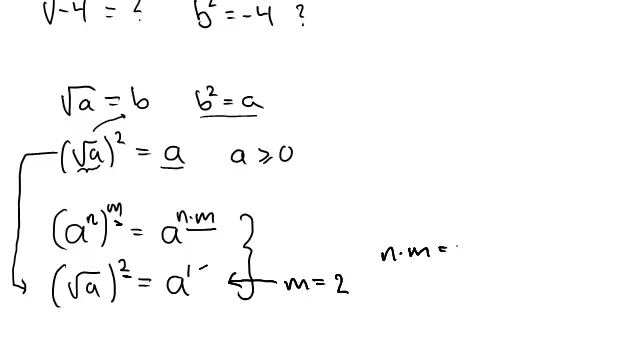 √-4 = ? b² = -4 ?
√a = b b² = a
(√a)² = a a ≥ 0
(aⁿ)ᵐ = aⁿ·ᵐ
n·m =
(√a)² = a¹ m = 2